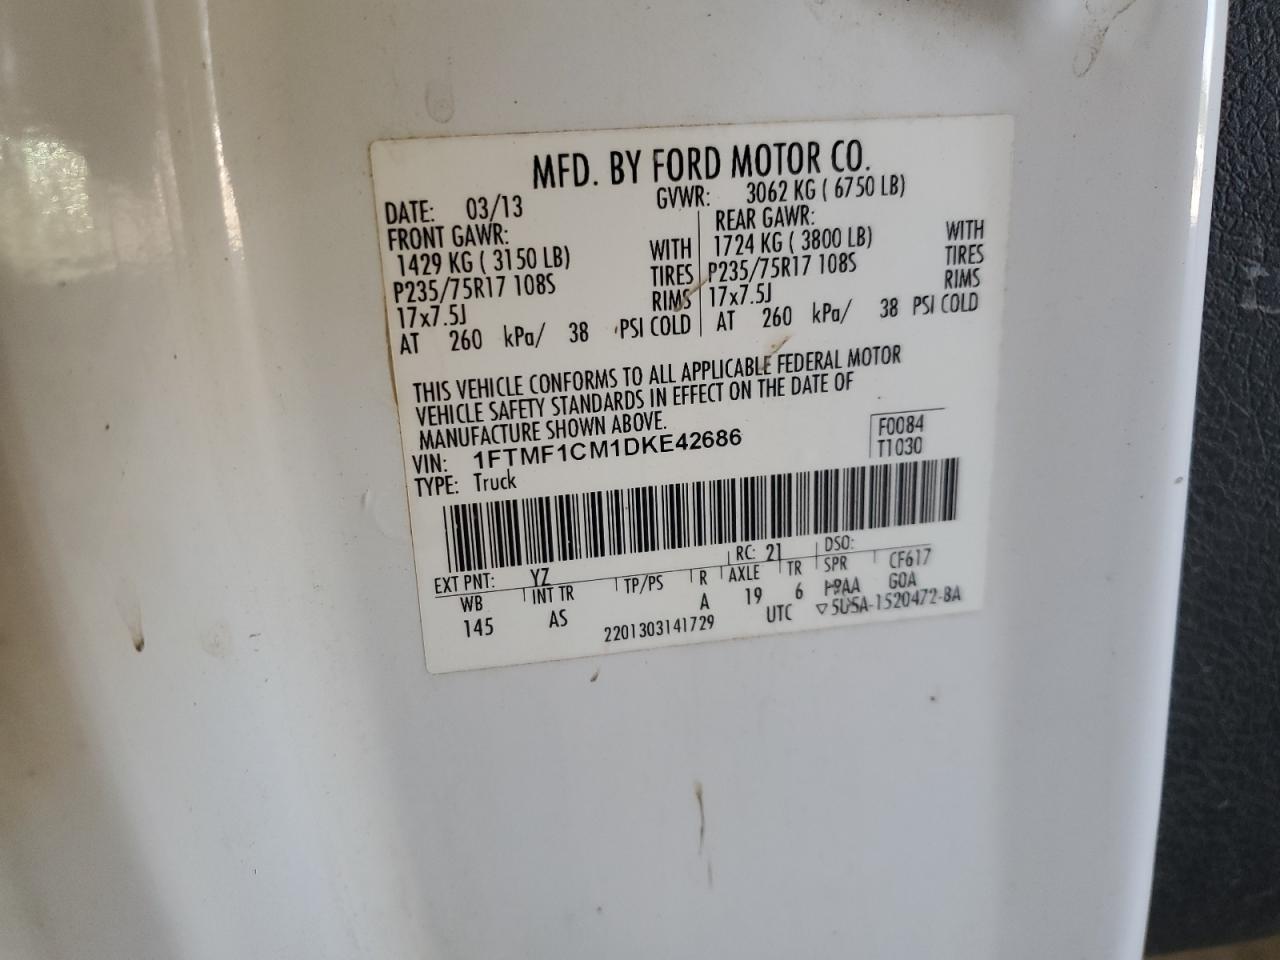 MFD. BY FORD MOTOR CO.
DATE: 03/13 GVWR: 3062 KG ( 6750 LB)
FRONT GAWR:
1429 KG ( 3150 LB) WITH
P235/75R17 108S TIRES
17x7.5J RIMS
AT 260 kPa/ 38 PSI COLD
REAR GAWR:
1724 KG ( 3800 LB) WITH
P235/75R17 108S TIRES
17x7.5J RIMS
AT 260 kPa/ 38 PSI COLD
THIS VEHICLE CONFORMS TO ALL APPLICABLE FEDERAL MOTOR
VEHICLE SAFETY STANDARDS IN EFFECT ON THE DATE OF
MANUFACTURE SHOWN ABOVE.
VIN: 1FTMF1CM1DKE42686
TYPE: Truck
F0084
T1030
EXT PNT: YZ RC: 21 DSO:
WB INT TR TP/PS R AXLE TR SPR CF617
145 AS A 19 6 G0A
2201303141729 UTC ▽5U5A-1520472-BA